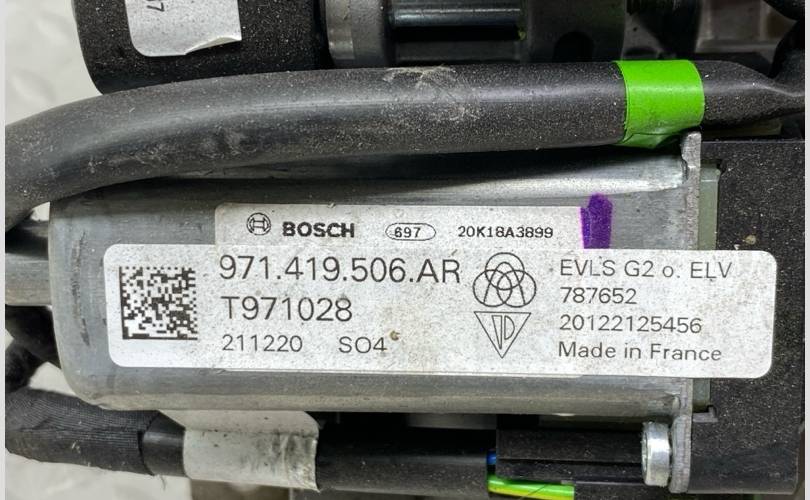 BOSCH 697 20K18A3899
971.419.506.AR
T971028
211220 SO4
EVLS G2 o. ELV
787652
20122125456
Made in France